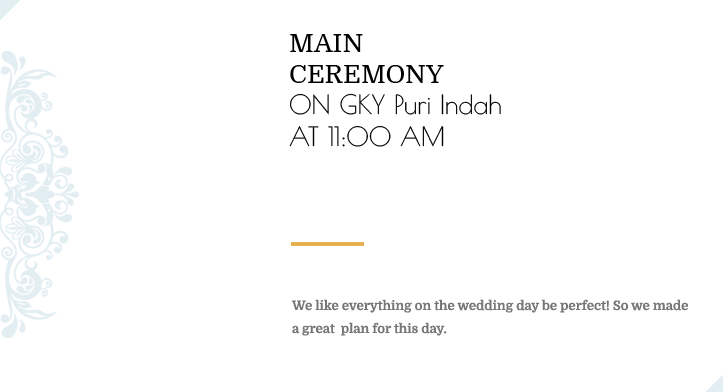 MAIN
CEREMONY
ON GKY Puri Indah
AT 11:00 AM
We like everything on the wedding day be perfect! So we made
a great  plan for this day.